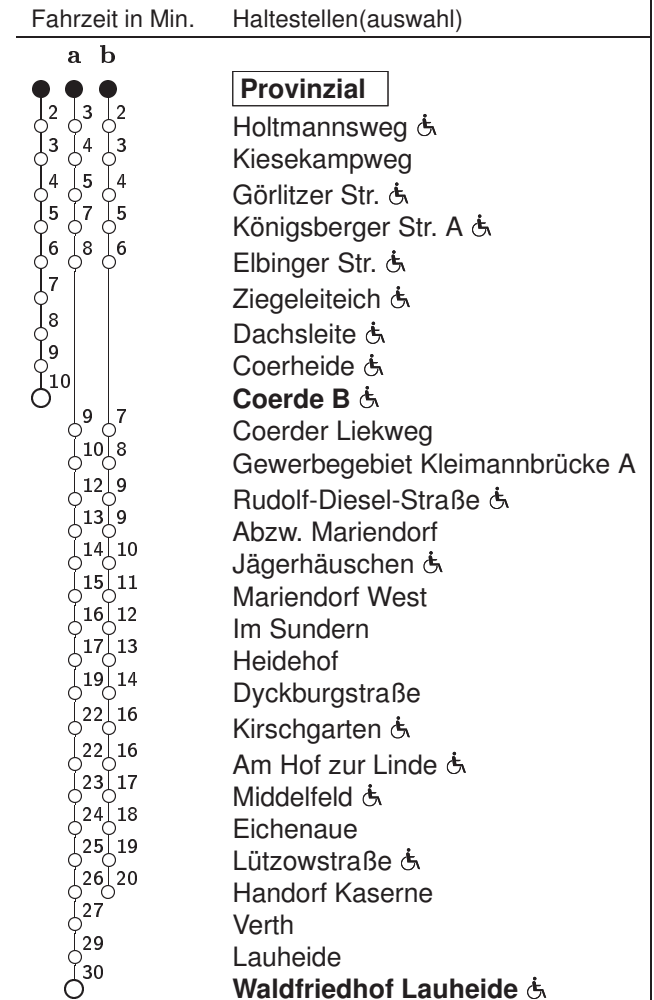 Fahrzeit in Min. Haltestellen(auswahl)
a b
Provinzial
2 3 2 Holtmannsweg
3 4 3 Kiesekampweg
4 5 4 Görlitzer Str.
5 7 5 Königsberger Str. A
6 8 6 Elbinger Str.
7 Ziegeleiteich
8 Dachsleite
9 Coerheide
10 Coerde B
9 7 Coerder Liekweg
10 8 Gewerbegebiet Kleimannbrücke A
12 9 Rudolf-Diesel-Straße
13 9 Abzw. Mariendorf
14 10 Jägerhäuschen
15 11 Mariendorf West
16 12 Im Sundern
17 13 Heidehof
19 14 Dyckburgstraße
22 16 Kirschgarten
22 16 Am Hof zur Linde
23 17 Middelfeld
24 18 Eichenaue
25 19 Lützowstraße
26 20 Handorf Kaserne
27 Verth
29 Lauheide
30 Waldfriedhof Lauheide